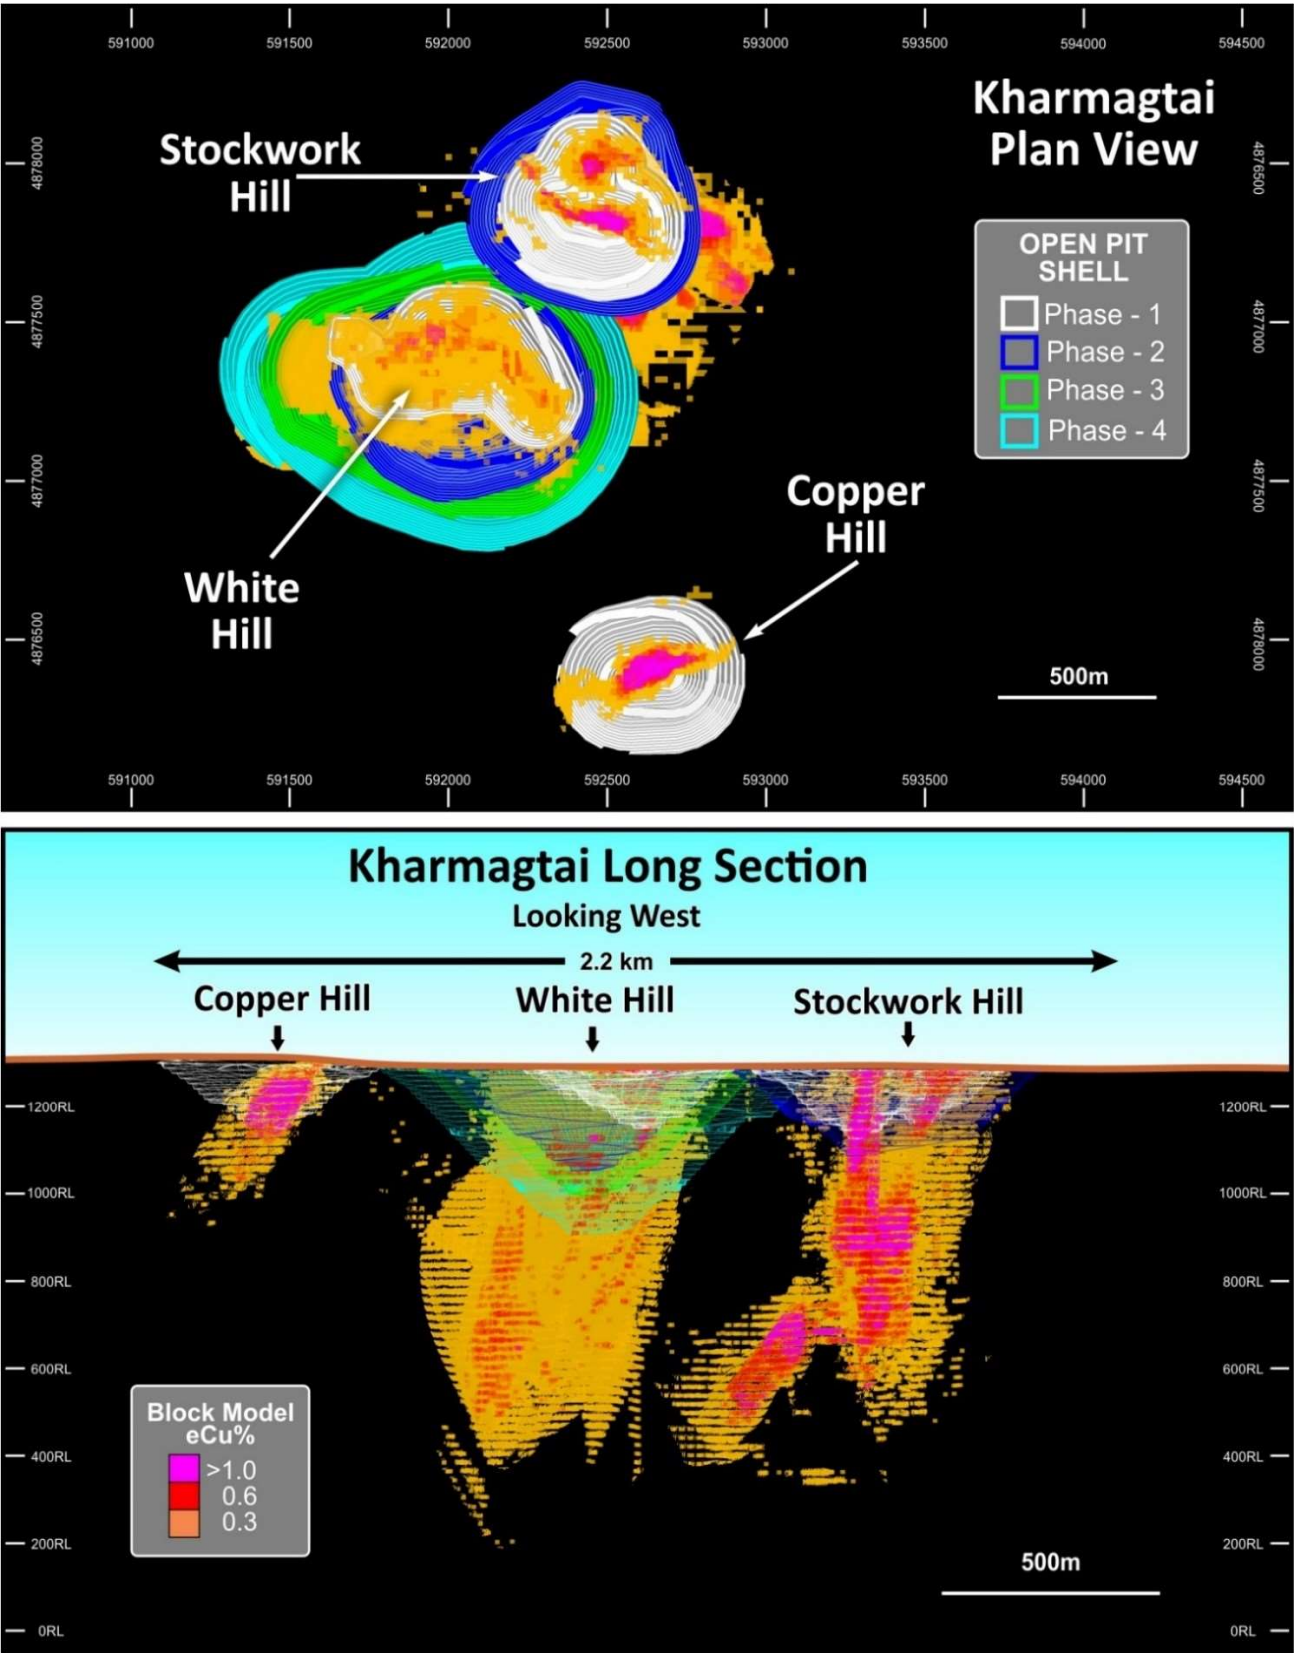 591000 591500 592000 592500 593000 593500 594000 594500
Kharmagtai
Plan View
Stockwork
Hill
4878000
4876500
OPEN PIT
SHELL
Phase - 1
Phase - 2
Phase - 3
Phase - 4
4877500
4877000
4877000
4877500
Copper
Hill
White
Hill
4876500
4878000
500m
591000 591500 592000 592500 593000 593500 594000 594500
Kharmagtai Long Section
Looking West
2.2 km
Copper Hill White Hill Stockwork Hill
1200RL 1200RL
1000RL 1000RL
800RL 800RL
600RL 600RL
Block Model
eCu%
>1.0
0.6
0.3
400RL 400RL
200RL 200RL
500m
0RL 0RL